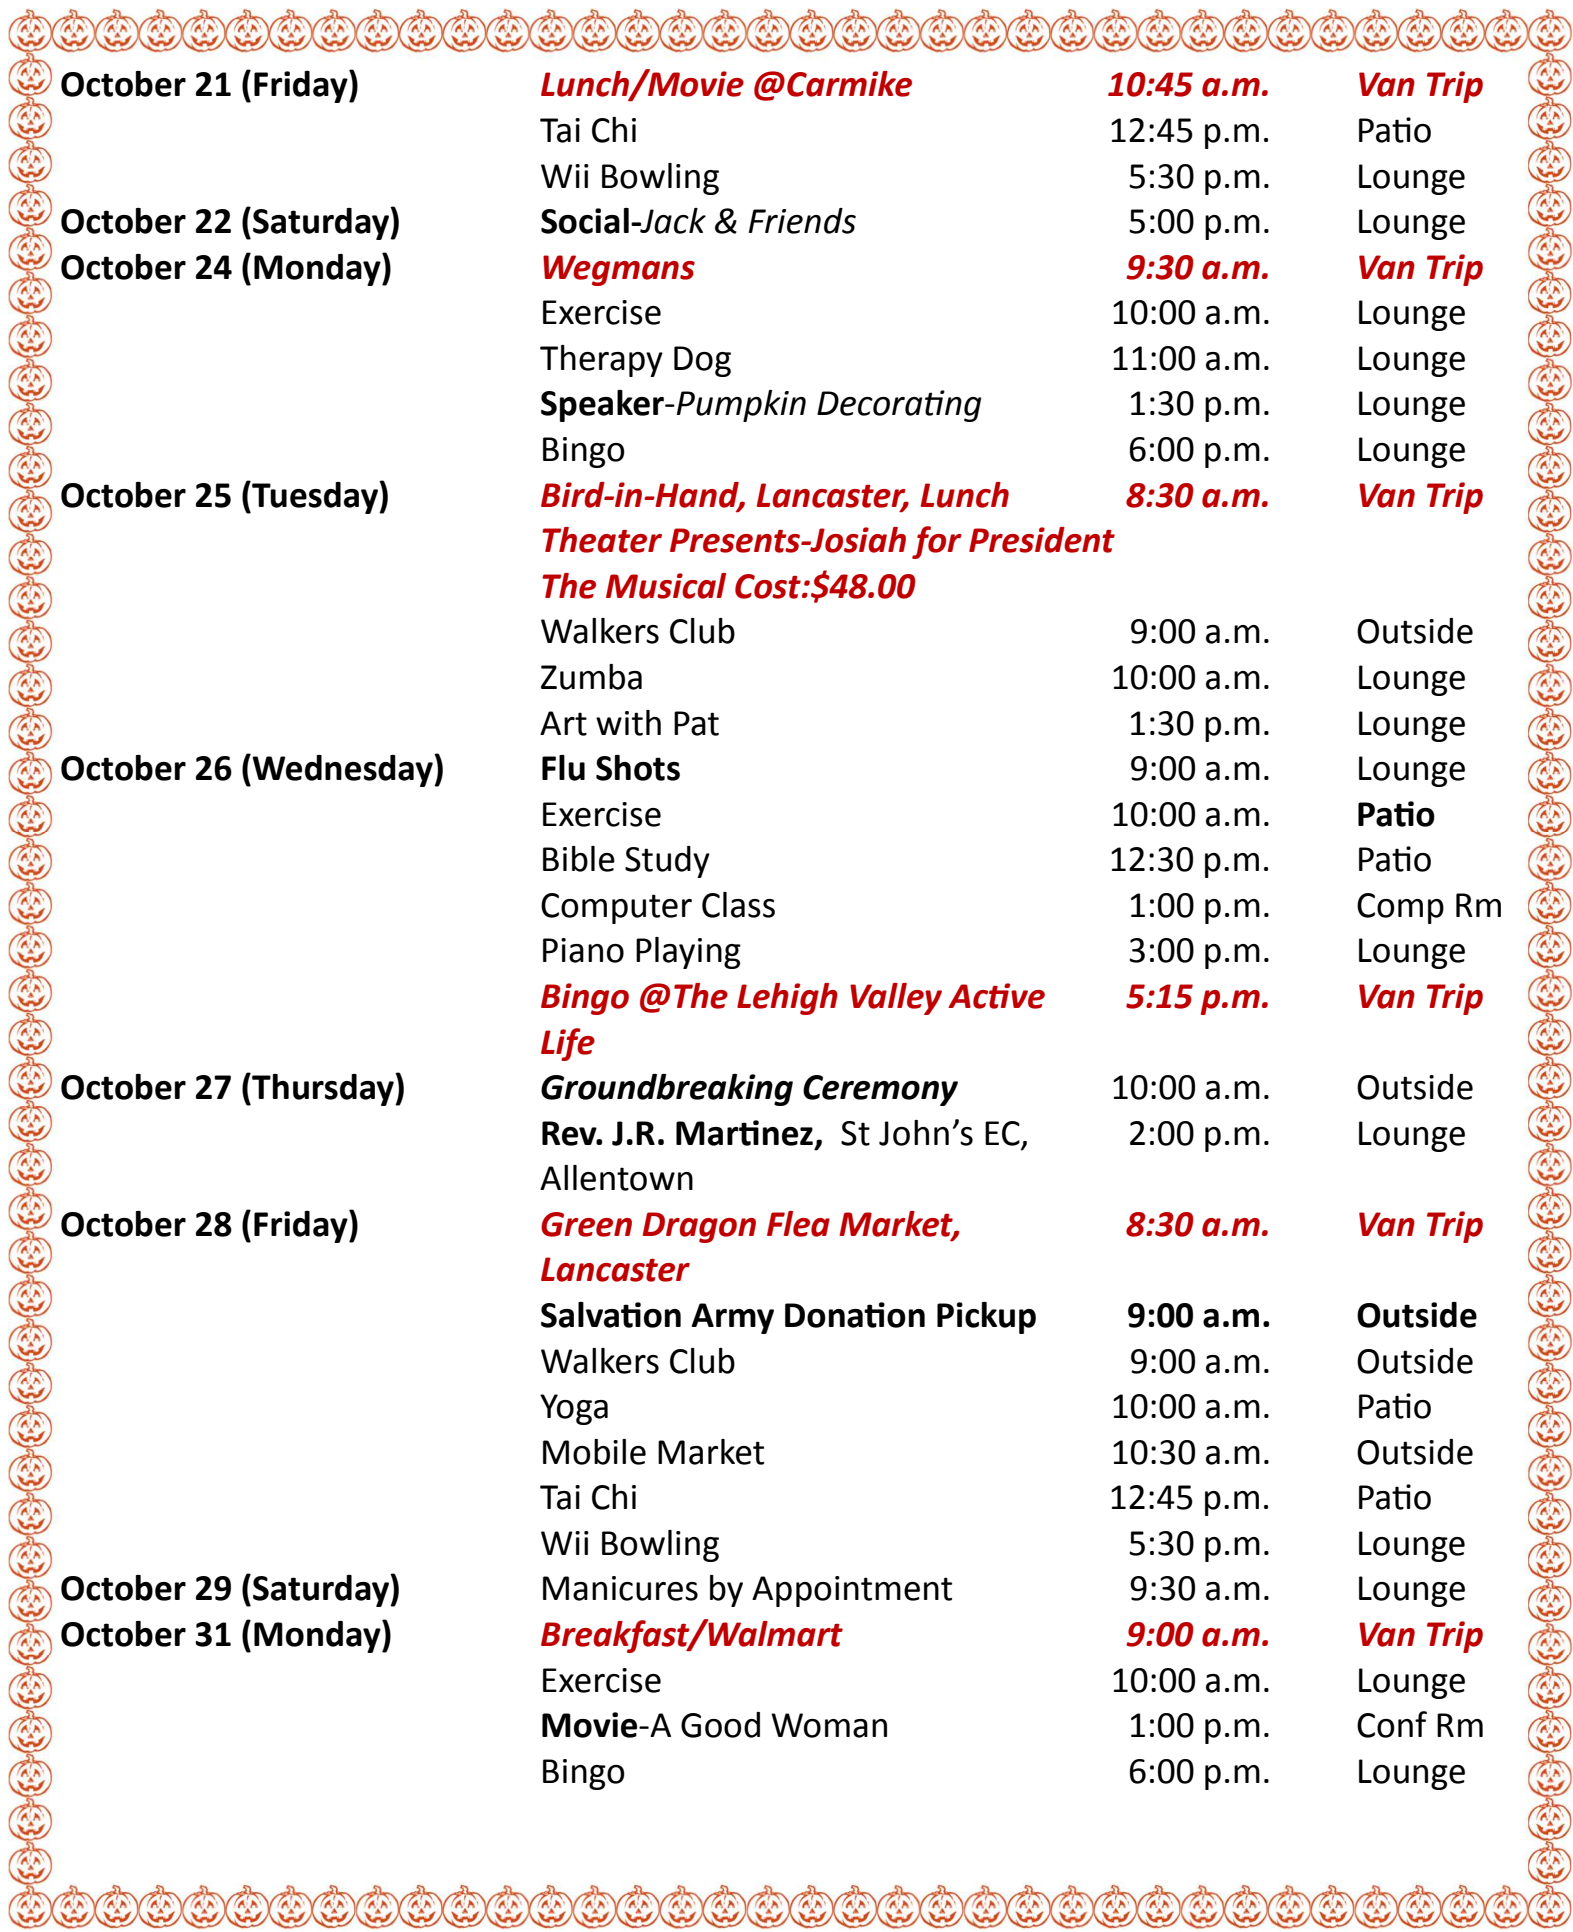 October 21 (Friday) Lunch/Movie @Carmike 10:45 a.m. Van Trip
Tai Chi 12:45 p.m. Patio
Wii Bowling 5:30 p.m. Lounge
October 22 (Saturday) Social-Jack & Friends 5:00 p.m. Lounge
October 24 (Monday) Wegmans 9:30 a.m. Van Trip
Exercise 10:00 a.m. Lounge
Therapy Dog 11:00 a.m. Lounge
Speaker-Pumpkin Decorating 1:30 p.m. Lounge
Bingo 6:00 p.m. Lounge
October 25 (Tuesday) Bird-in-Hand, Lancaster, Lunch 8:30 a.m. Van Trip
Theater Presents-Josiah for President
The Musical Cost:$48.00
Walkers Club 9:00 a.m. Outside
Zumba 10:00 a.m. Lounge
Art with Pat 1:30 p.m. Lounge
October 26 (Wednesday) Flu Shots 9:00 a.m. Lounge
Exercise 10:00 a.m. Patio
Bible Study 12:30 p.m. Patio
Computer Class 1:00 p.m. Comp Rm
Piano Playing 3:00 p.m. Lounge
Bingo @The Lehigh Valley Active 5:15 p.m. Van Trip
Life
October 27 (Thursday) Groundbreaking Ceremony 10:00 a.m. Outside
Rev. J.R. Martinez, St John’s EC, 2:00 p.m. Lounge
Allentown
October 28 (Friday) Green Dragon Flea Market, 8:30 a.m. Van Trip
Lancaster
Salvation Army Donation Pickup 9:00 a.m. Outside
Walkers Club 9:00 a.m. Outside
Yoga 10:00 a.m. Patio
Mobile Market 10:30 a.m. Outside
Tai Chi 12:45 p.m. Patio
Wii Bowling 5:30 p.m. Lounge
October 29 (Saturday) Manicures by Appointment 9:30 a.m. Lounge
October 31 (Monday) Breakfast/Walmart 9:00 a.m. Van Trip
Exercise 10:00 a.m. Lounge
Movie-A Good Woman 1:00 p.m. Conf Rm
Bingo 6:00 p.m. Lounge